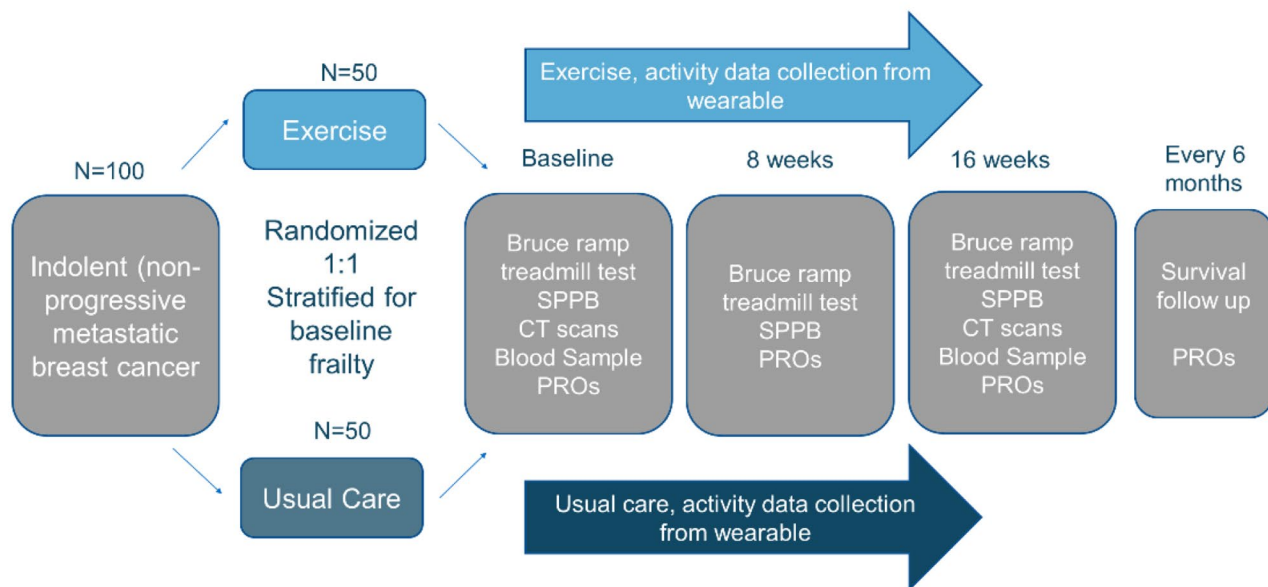 N=100
Indolent (non-
progressive
metastatic
breast cancer
N=50
Exercise
Randomized
1:1
Stratified for
baseline
frailty
N=50
Usual Care
Exercise, activity data collection from
wearable
Baseline
Bruce ramp
treadmill test
SPPB
CT scans
Blood Sample
PROs
8 weeks
Bruce ramp
treadmill test
SPPB
PROs
16 weeks
Bruce ramp
treadmill test
SPPB
CT scans
Blood Sample
PROs
Every 6
months
Survival
follow up
PROs
Usual care, activity data collection
from wearable